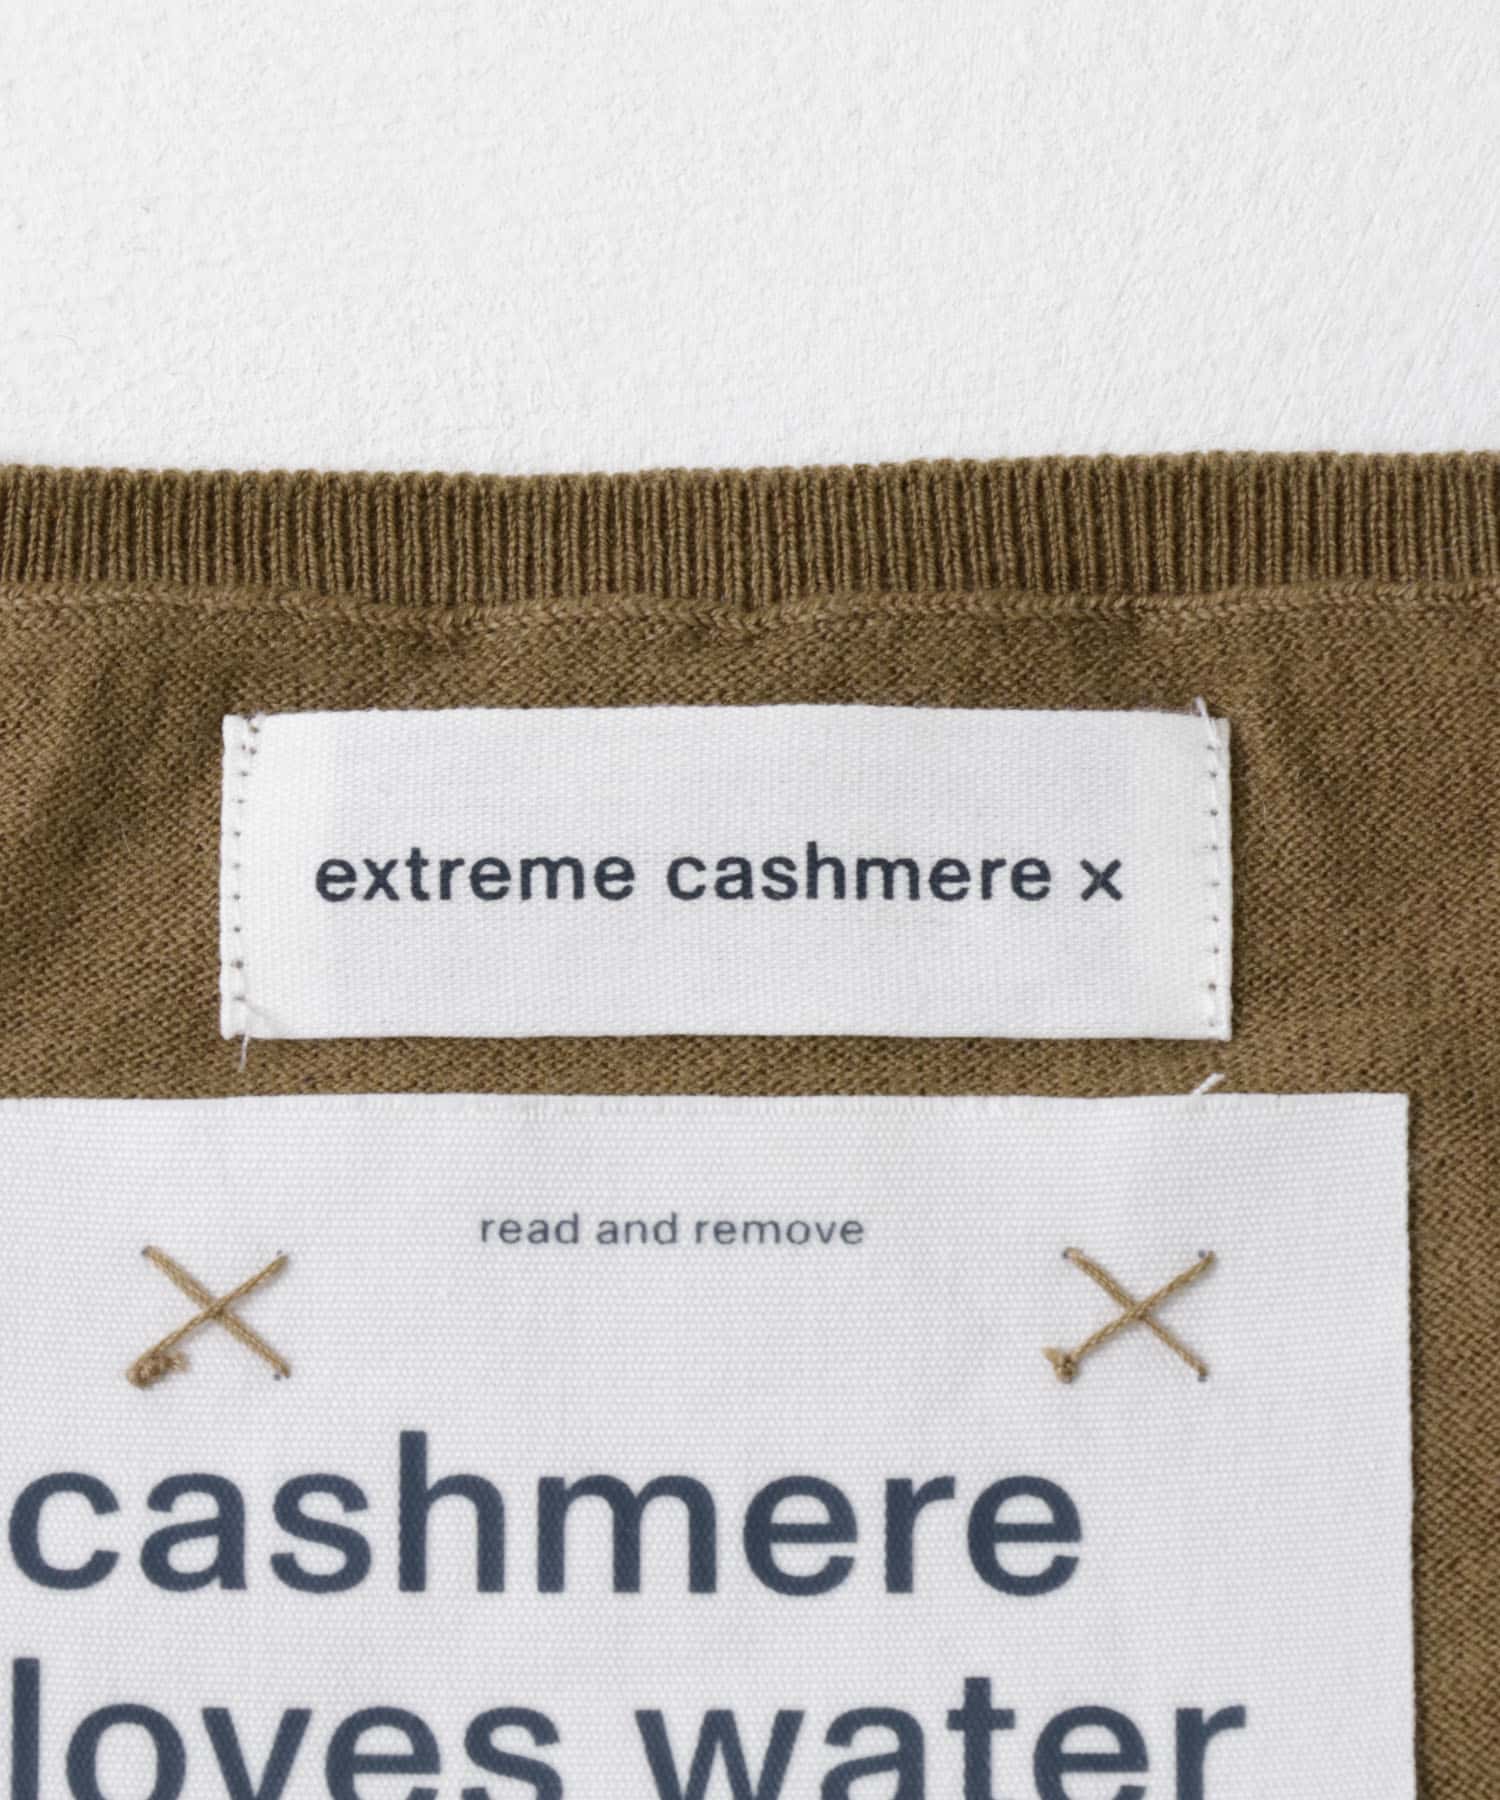 extreme cashmere x
read and remove
cashmere
loves water